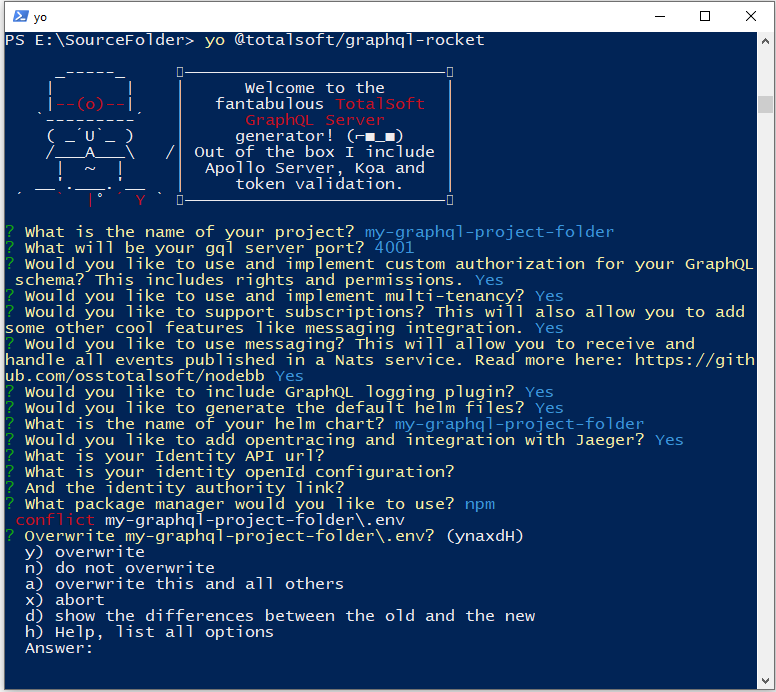 yo
PS E:\SourceFolder> yo @totalsoft/graphql-rocket
Welcome to the
fantabulous TotalSoft
GraphQL Server
generator! (⌐■_■)
Out of the box I include
Apollo Server, Koa and
token validation.
? What is the name of your project? my-graphql-project-folder
? What will be your gql server port? 4001
? Would you like to use and implement custom authorization for your GraphQL
schema? This includes rights and permissions. Yes
? Would you like to use and implement multi-tenancy? Yes
? Would you like to support subscriptions? This will also allow you to add
some other cool features like messaging integration. Yes
? Would you like to use messaging? This will allow you to receive and
handle all events published in a Nats service. Read more here: https://gith
ub.com/osstotalsoft/nodebb Yes
? Would you like to include GraphQL logging plugin? Yes
? Would you like to generate the default helm files? Yes
? What is the name of your helm chart? my-graphql-project-folder
? Would you like to add opentracing and integration with Jaeger? Yes
? What is your Identity API url?
? What is your identity openId configuration?
? And the identity authority link?
? What package manager would you like to use? npm
conflict my-graphql-project-folder\.env
? Overwrite my-graphql-project-folder\.env? (ynaxdH)
y) overwrite
n) do not overwrite
a) overwrite this and all others
x) abort
d) show the differences between the old and the new
h) Help, list all options
Answer: